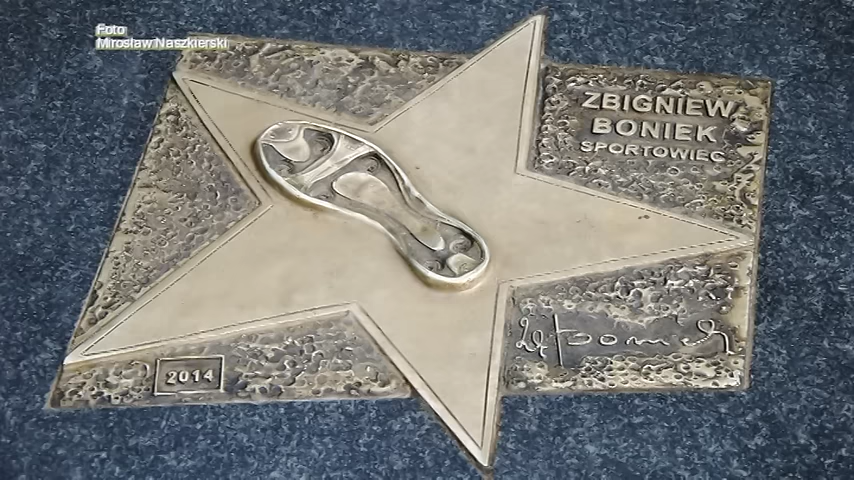 Foto
Mirosław Naszkierski
ZBIGNIEW
BONIEK
SPORTOWIEC
2014